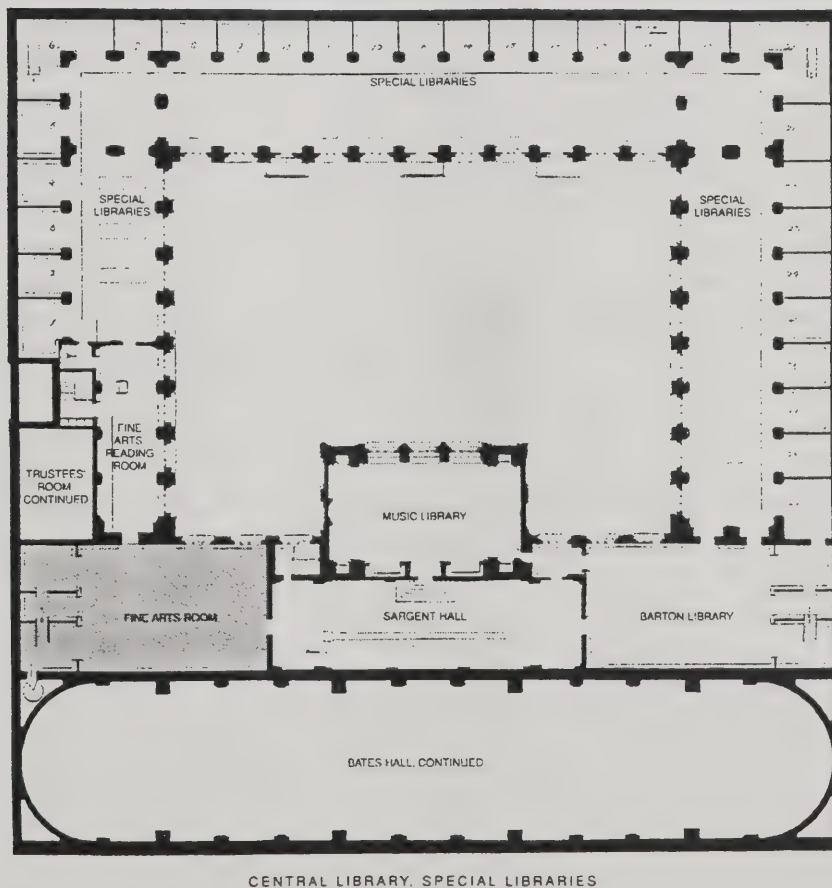 SPECIAL LIBRARIES
SPECIAL
LIBRARIES
SPECIAL
LIBRARIES
FINE
ARTS
READING
ROOM
TRUSTEES'
ROOM
CONTINUED
MUSIC LIBRARY
FINE ARTS ROOM
SARGENT HALL
BARTON LIBRARY
BATES HALL, CONTINUED
CENTRAL LIBRARY, SPECIAL LIBRARIES